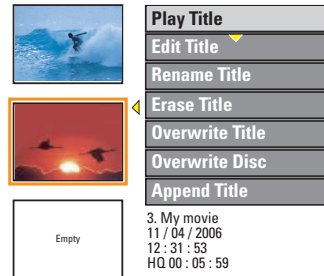 Play Title
Edit Title
Rename Title
Erase Title
Overwrite Title
Overwrite Disc
Append Title
Empty
3. My movie
11 / 04 / 2006
12 : 31 : 53
HQ 00 : 05 : 59